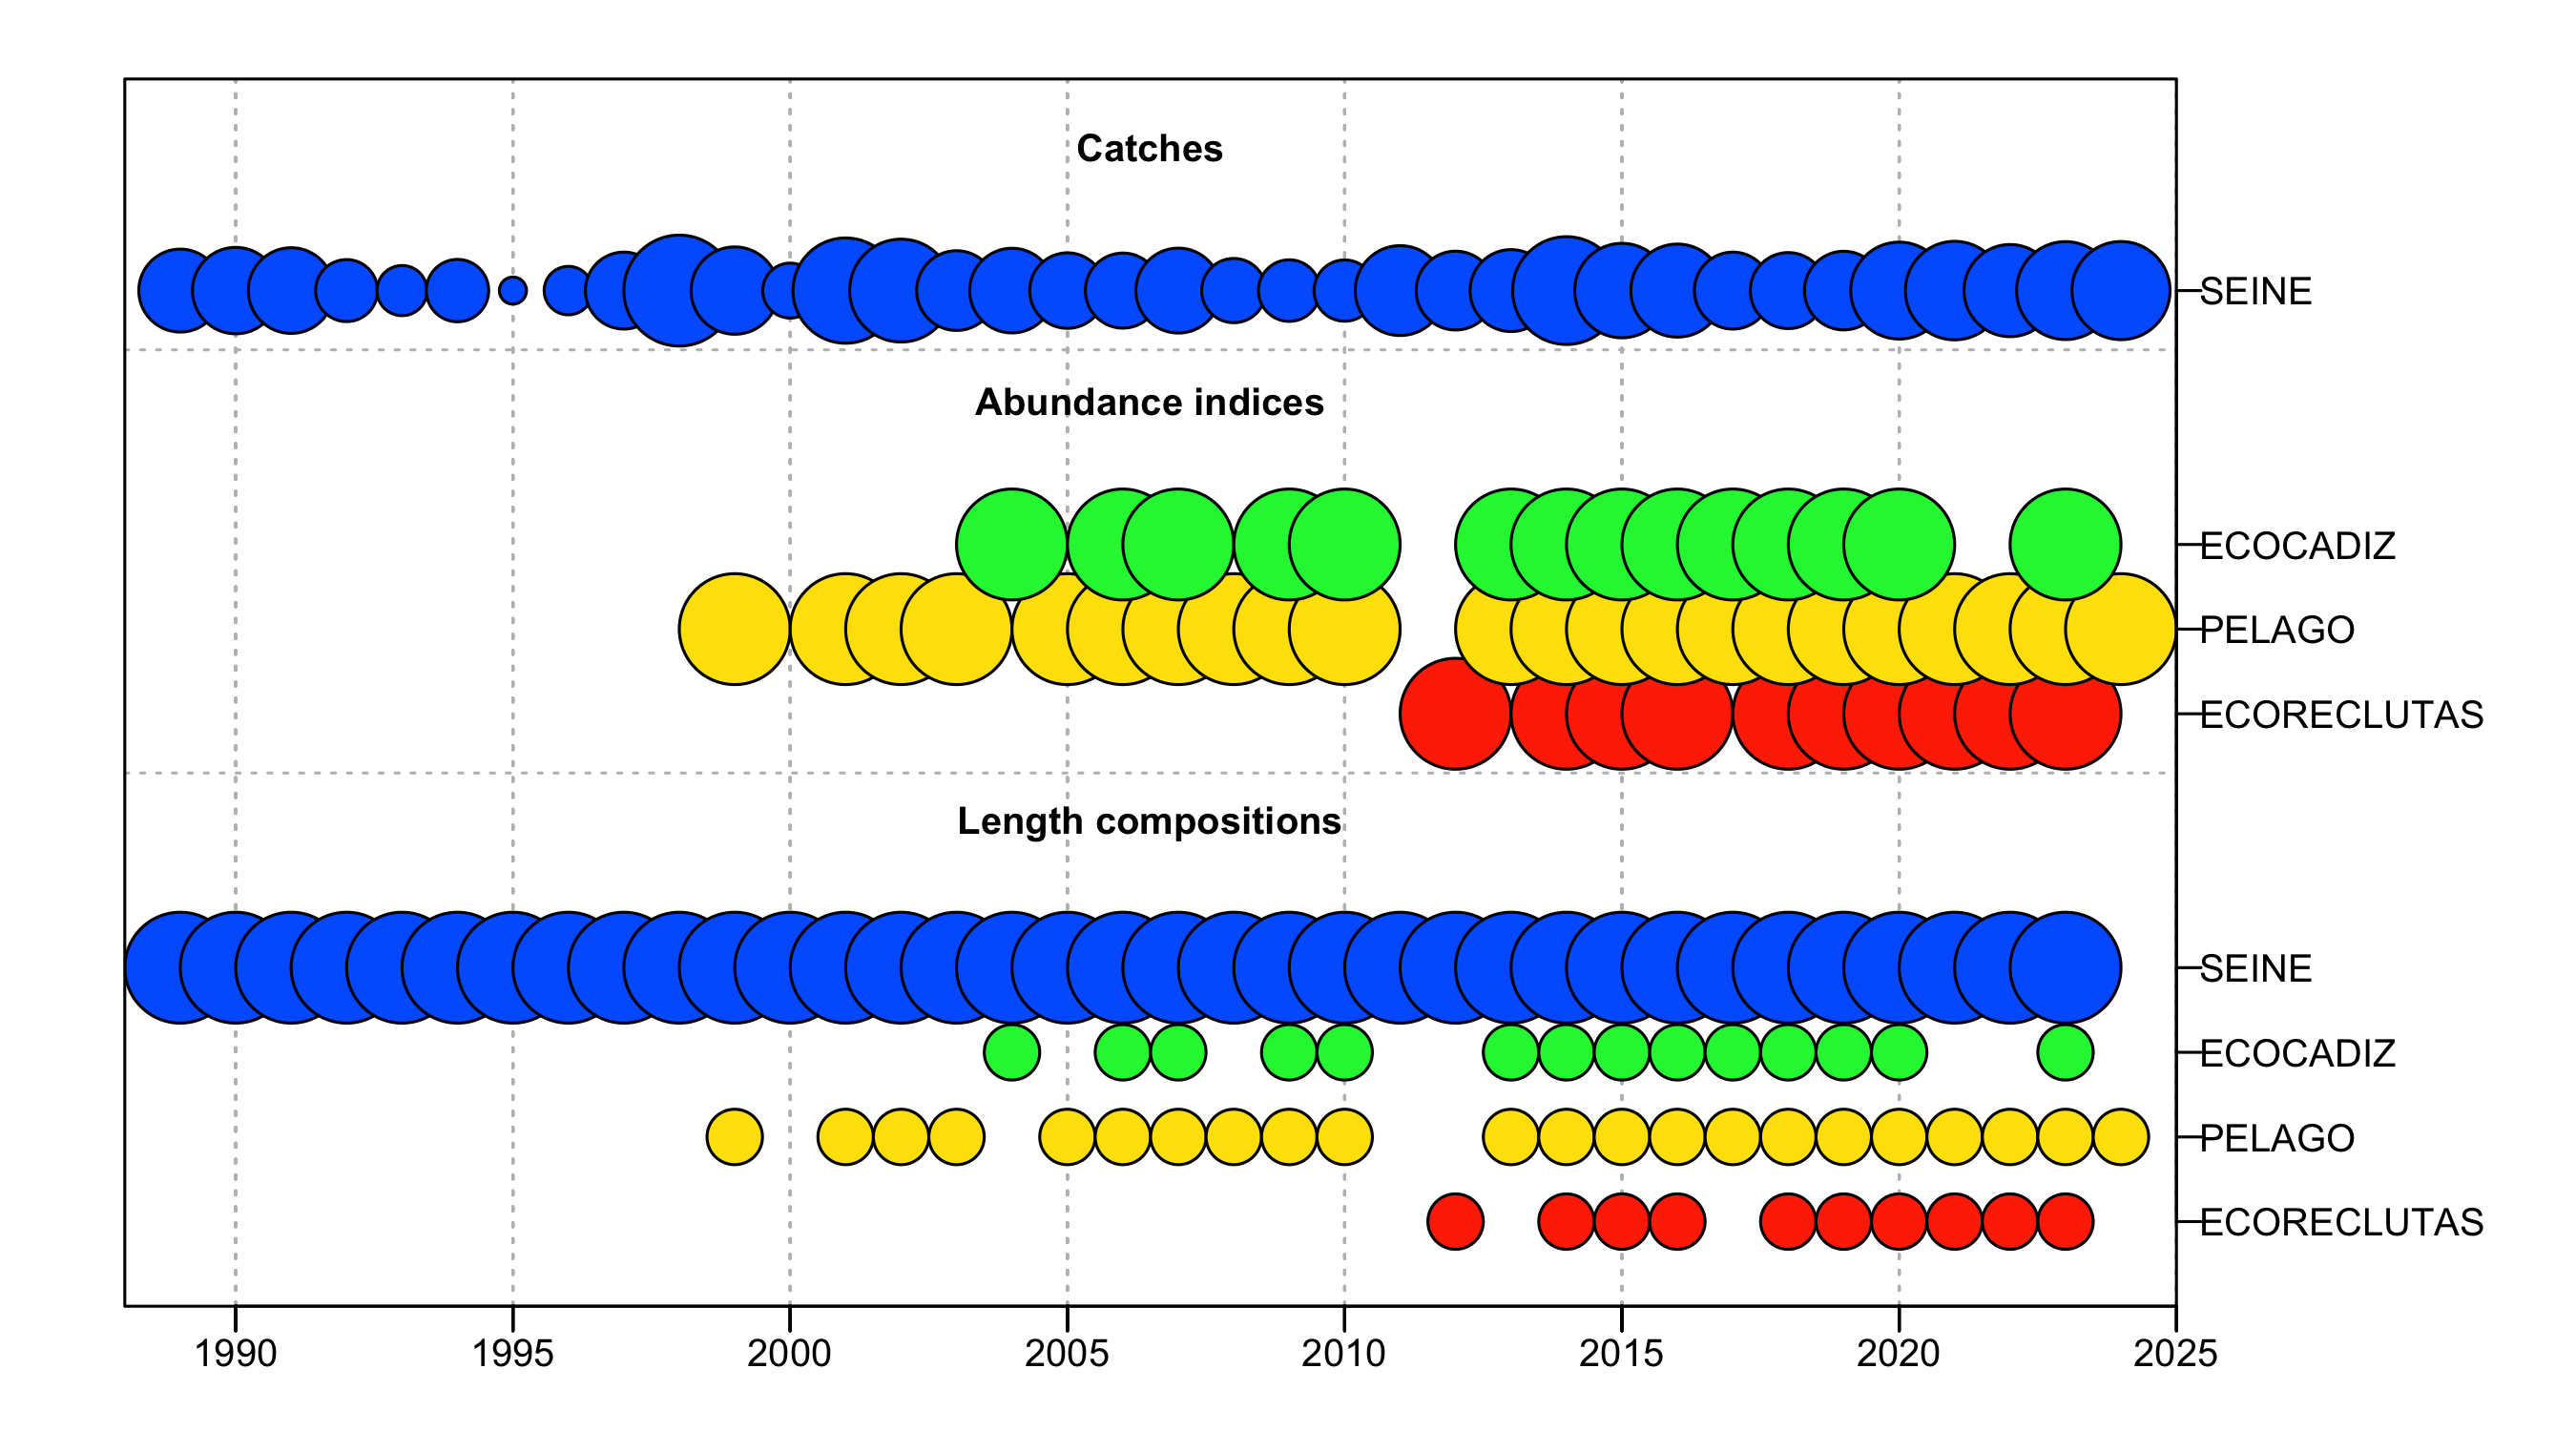 Catches
SEINE
Abundance indices
ECOCADIZ
PELAGO
ECORECLUTAS
Length compositions
SEINE
ECOCADIZ
PELAGO
ECORECLUTAS
1990 1995 2000 2005 2010 2015 2020 2025